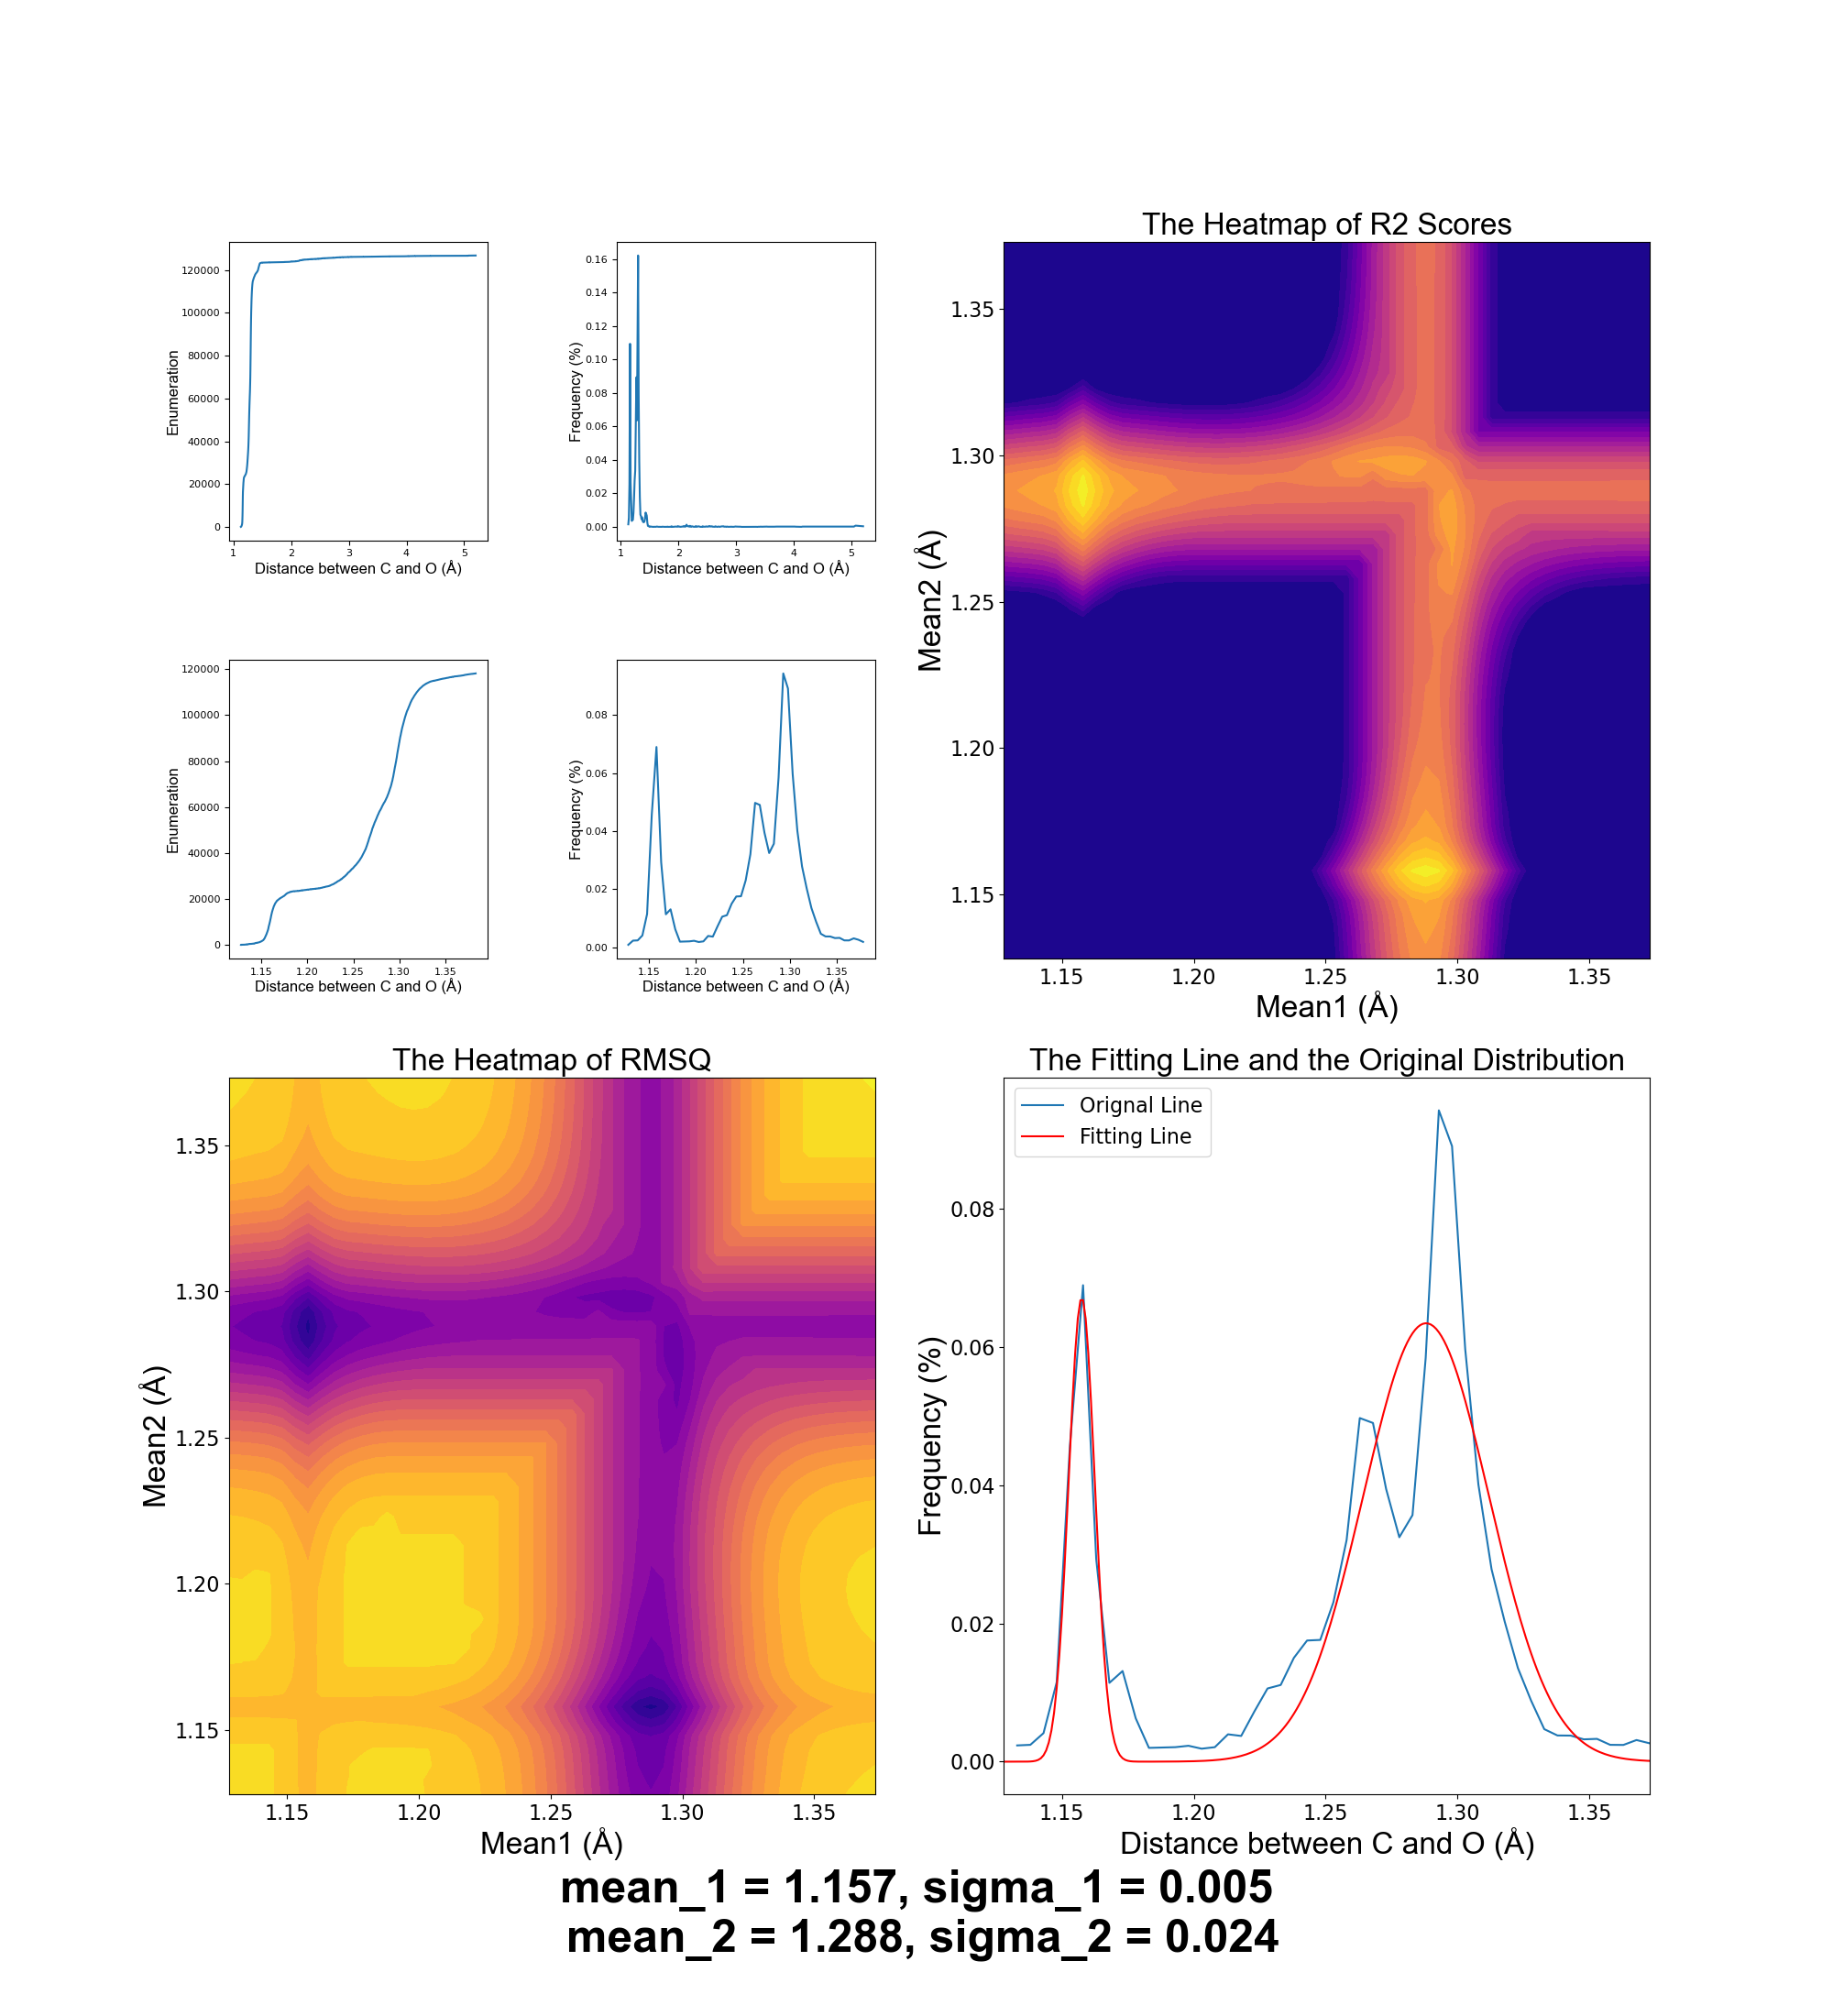 120000
100000
80000
60000
40000
20000
0
Enumeration
1 2 3 4 5
Distance between C and O (Å)
0.16
0.14
0.12
0.10
0.08
0.06
0.04
0.02
0.00
Frequency (%)
1 2 3 4 5
Distance between C and O (Å)
The Heatmap of R2 Scores
1.35
1.30
1.25
1.20
1.15
Mean2 (Å)
1.15 1.20 1.25 1.30 1.35
Mean1 (Å)
120000
100000
80000
60000
40000
20000
0
Enumeration
1.15 1.20 1.25 1.30 1.35
Distance between C and O (Å)
0.08
0.06
0.04
0.02
0.00
Frequency (%)
1.15 1.20 1.25 1.30 1.35
Distance between C and O (Å)
The Heatmap of RMSQ
1.35
1.30
1.25
1.20
1.15
Mean2 (Å)
1.15 1.20 1.25 1.30 1.35
Mean1 (Å)
The Fitting Line and the Original Distribution
Orignal Line
Fitting Line
0.08
0.06
0.04
0.02
0.00
Frequency (%)
1.15 1.20 1.25 1.30 1.35
Distance between C and O (Å)
mean_1 = 1.157, sigma_1 = 0.005
mean_2 = 1.288, sigma_2 = 0.024